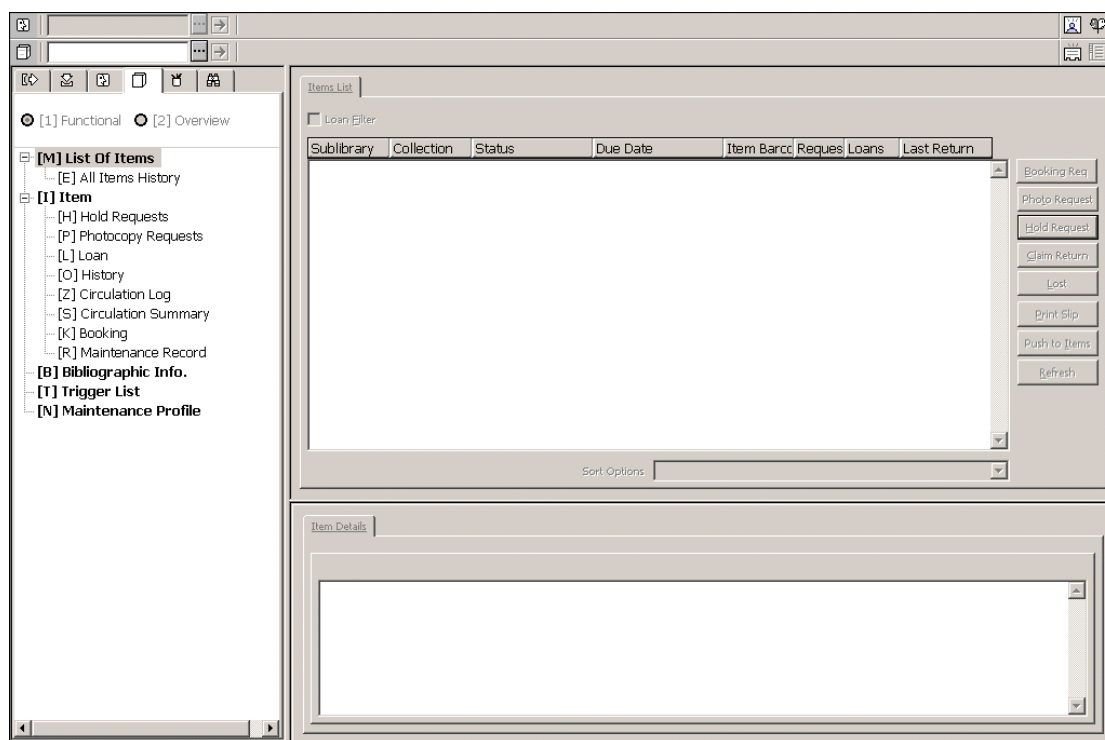 [1] Functional [2] Overview
[M] List Of Items
[E] All Items History
[I] Item
[H] Hold Requests
[P] Photocopy Requests
[L] Loan
[O] History
[Z] Circulation Log
[S] Circulation Summary
[K] Booking
[R] Maintenance Record
[B] Bibliographic Info.
[T] Trigger List
[N] Maintenance Profile
Items List
Loan Filter
Sublibrary Collection Status Due Date Item Barcc Reques Loans Last Return
Booking Req
Photo Request
Hold Request
Claim Return
Lost
Print Slip
Push to Items
Refresh
Sort Options
Item Details